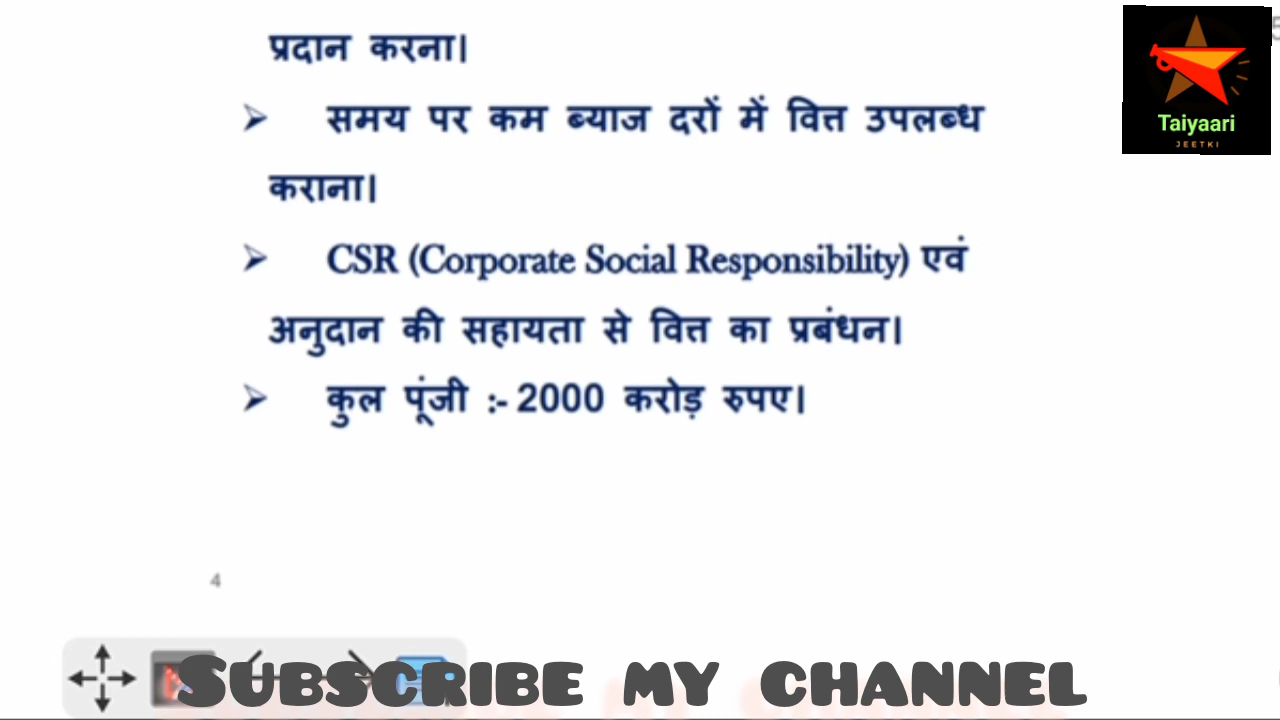 प्रदान करना।
➢ समय पर कम ब्याज दरों में वित्त उपलब्ध
कराना।
➢ CSR (Corporate Social Responsibility) एवं
अनुदान की सहायता से वित्त का प्रबंधन।
➢ कुल पूंजी :- 2000 करोड़ रुपए।
4
Taiyaari
JEETKI
SUBSCRIBE MY CHANNEL